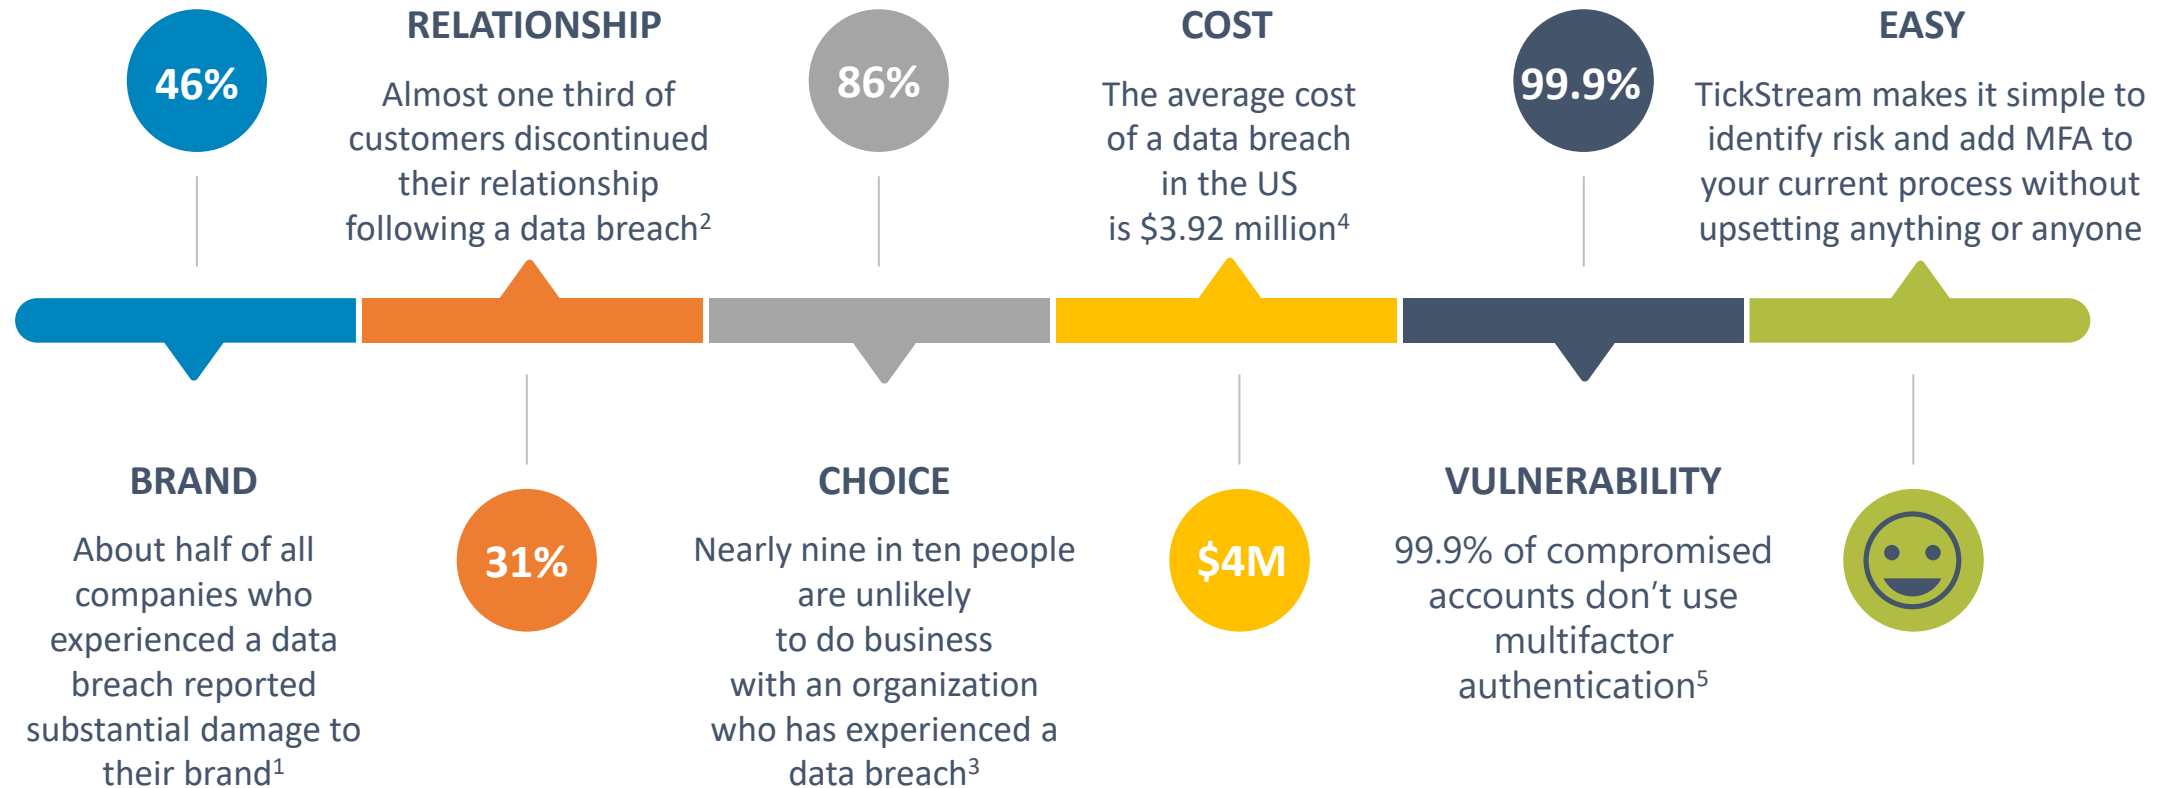 46%
BRAND
About half of all
companies who
experienced a data
breach reported
substantial damage to
their brand¹
RELATIONSHIP
Almost one third of
customers discontinued
their relationship
following a data breach²
31%
86%
CHOICE
Nearly nine in ten people
are unlikely
to do business
with an organization
who has experienced a
data breach³
COST
The average cost
of a data breach
in the US
is $3.92 million⁴
$4M
99.9%
VULNERABILITY
99.9% of compromised
accounts don’t use
multifactor
authentication⁵
EASY
TickStream makes it simple to
identify risk and add MFA to
your current process without
upsetting anything or anyone